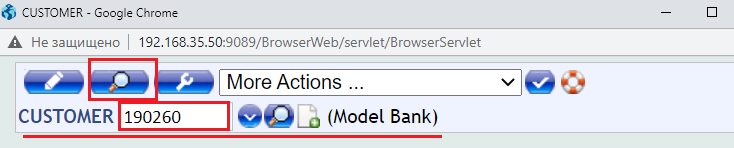 CUSTOMER - Google Chrome
Не защищено 192.168.35.50:9089/BrowserWeb/servlet/BrowserServlet
More Actions ...
CUSTOMER 190260 (Model Bank)